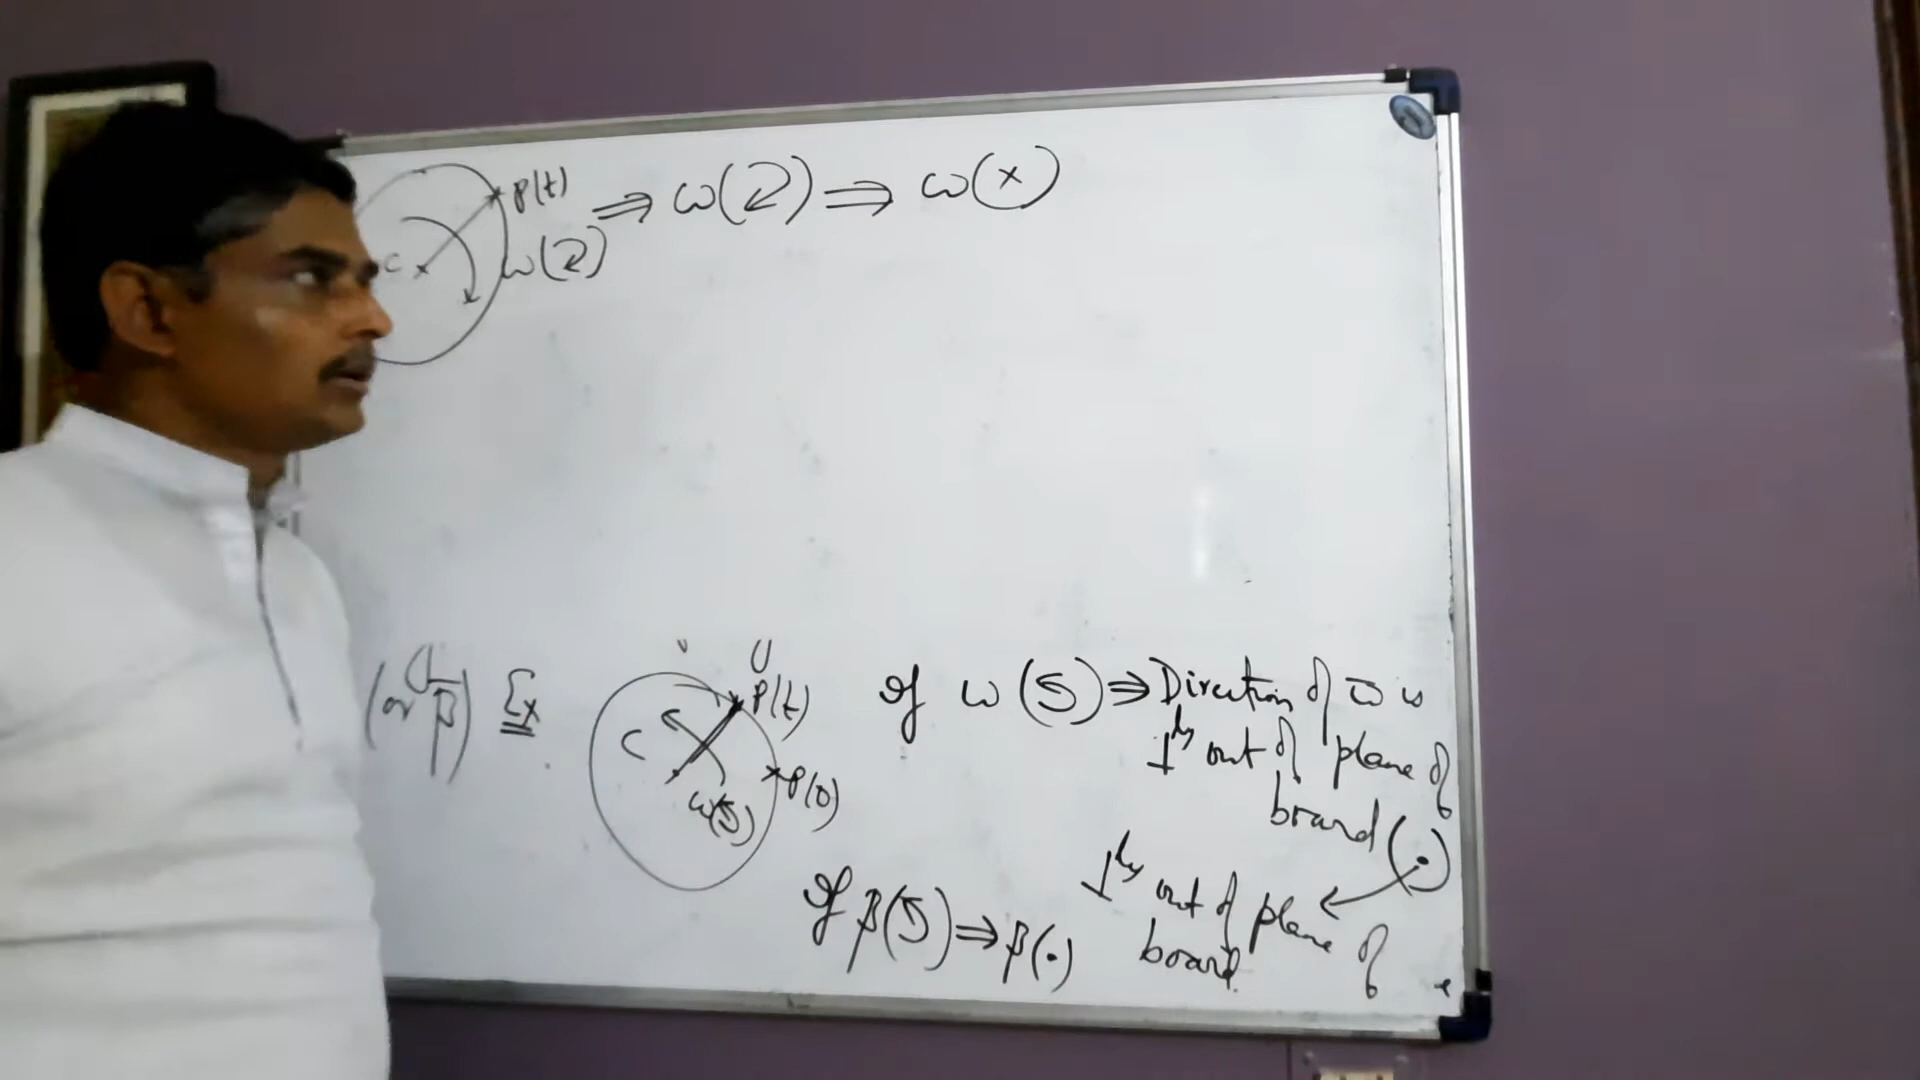 P(t) ⇒ ω(↻) ⇒ ω(×)
C ω(↻)
(or β̄) Ex
P(t)
C
P(0)
ω(↺)
If ω(↺) ⇒ Direction of ω̄ is
⊥ly out of plane of
board (·)
⊥ly out of plane of
board.
If β(↺) ⇒ β(·)